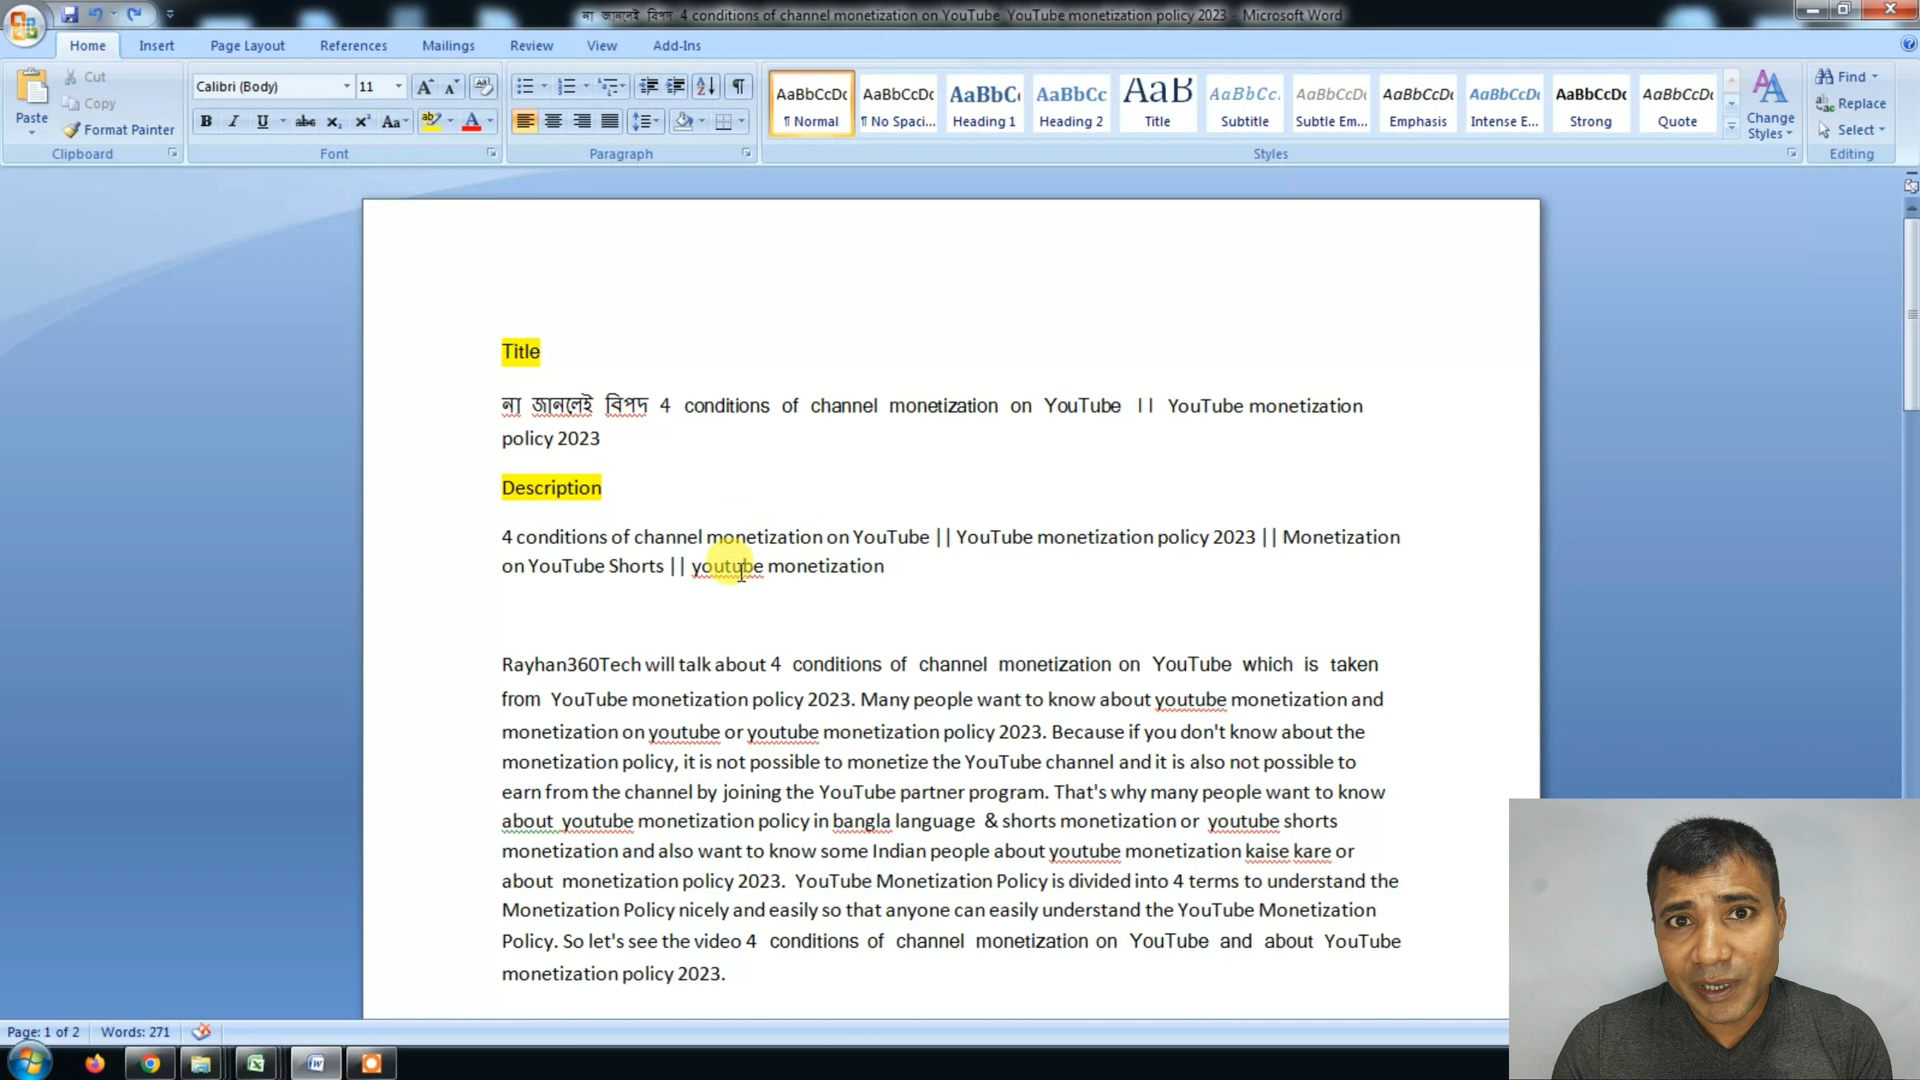 না জানলেই বিপদ 4 conditions of channel monetization on YouTube YouTube monetization policy 2023 - Microsoft Word
Home Insert Page Layout References Mailings Review View Add-Ins
Paste
Cut
Copy
Format Painter
Clipboard
Calibri (Body) 11
Font
Paragraph
AaBbCcDc AaBbCcDc AaBbC AaBbCc AaB AaBbCc. AaBbCcDc AaBbCcDc AaBbCcDc AaBbCcDc AaBbCcDc
¶ Normal ¶ No Spaci... Heading 1 Heading 2 Title Subtitle Subtle Em... Emphasis Intense E... Strong Quote
Change Styles
Styles
Find
Replace
Select
Editing
Title
না জানলেই বিপদ 4 conditions of channel monetization on YouTube || YouTube monetization
policy 2023
Description
4 conditions of channel monetization on YouTube || YouTube monetization policy 2023 || Monetization
on YouTube Shorts || youtube monetization
Rayhan360Tech will talk about 4 conditions of channel monetization on YouTube which is taken
from YouTube monetization policy 2023. Many people want to know about youtube monetization and
monetization on youtube or youtube monetization policy 2023. Because if you don't know about the
monetization policy, it is not possible to monetize the YouTube channel and it is also not possible to
earn from the channel by joining the YouTube partner program. That's why many people want to know
about youtube monetization policy in bangla language & shorts monetization or youtube shorts
monetization and also want to know some Indian people about youtube monetization kaise kare or
about monetization policy 2023. YouTube Monetization Policy is divided into 4 terms to understand the
Monetization Policy nicely and easily so that anyone can easily understand the YouTube Monetization
Policy. So let's see the video 4 conditions of channel monetization on YouTube and about YouTube
monetization policy 2023.
Page: 1 of 2 Words: 271